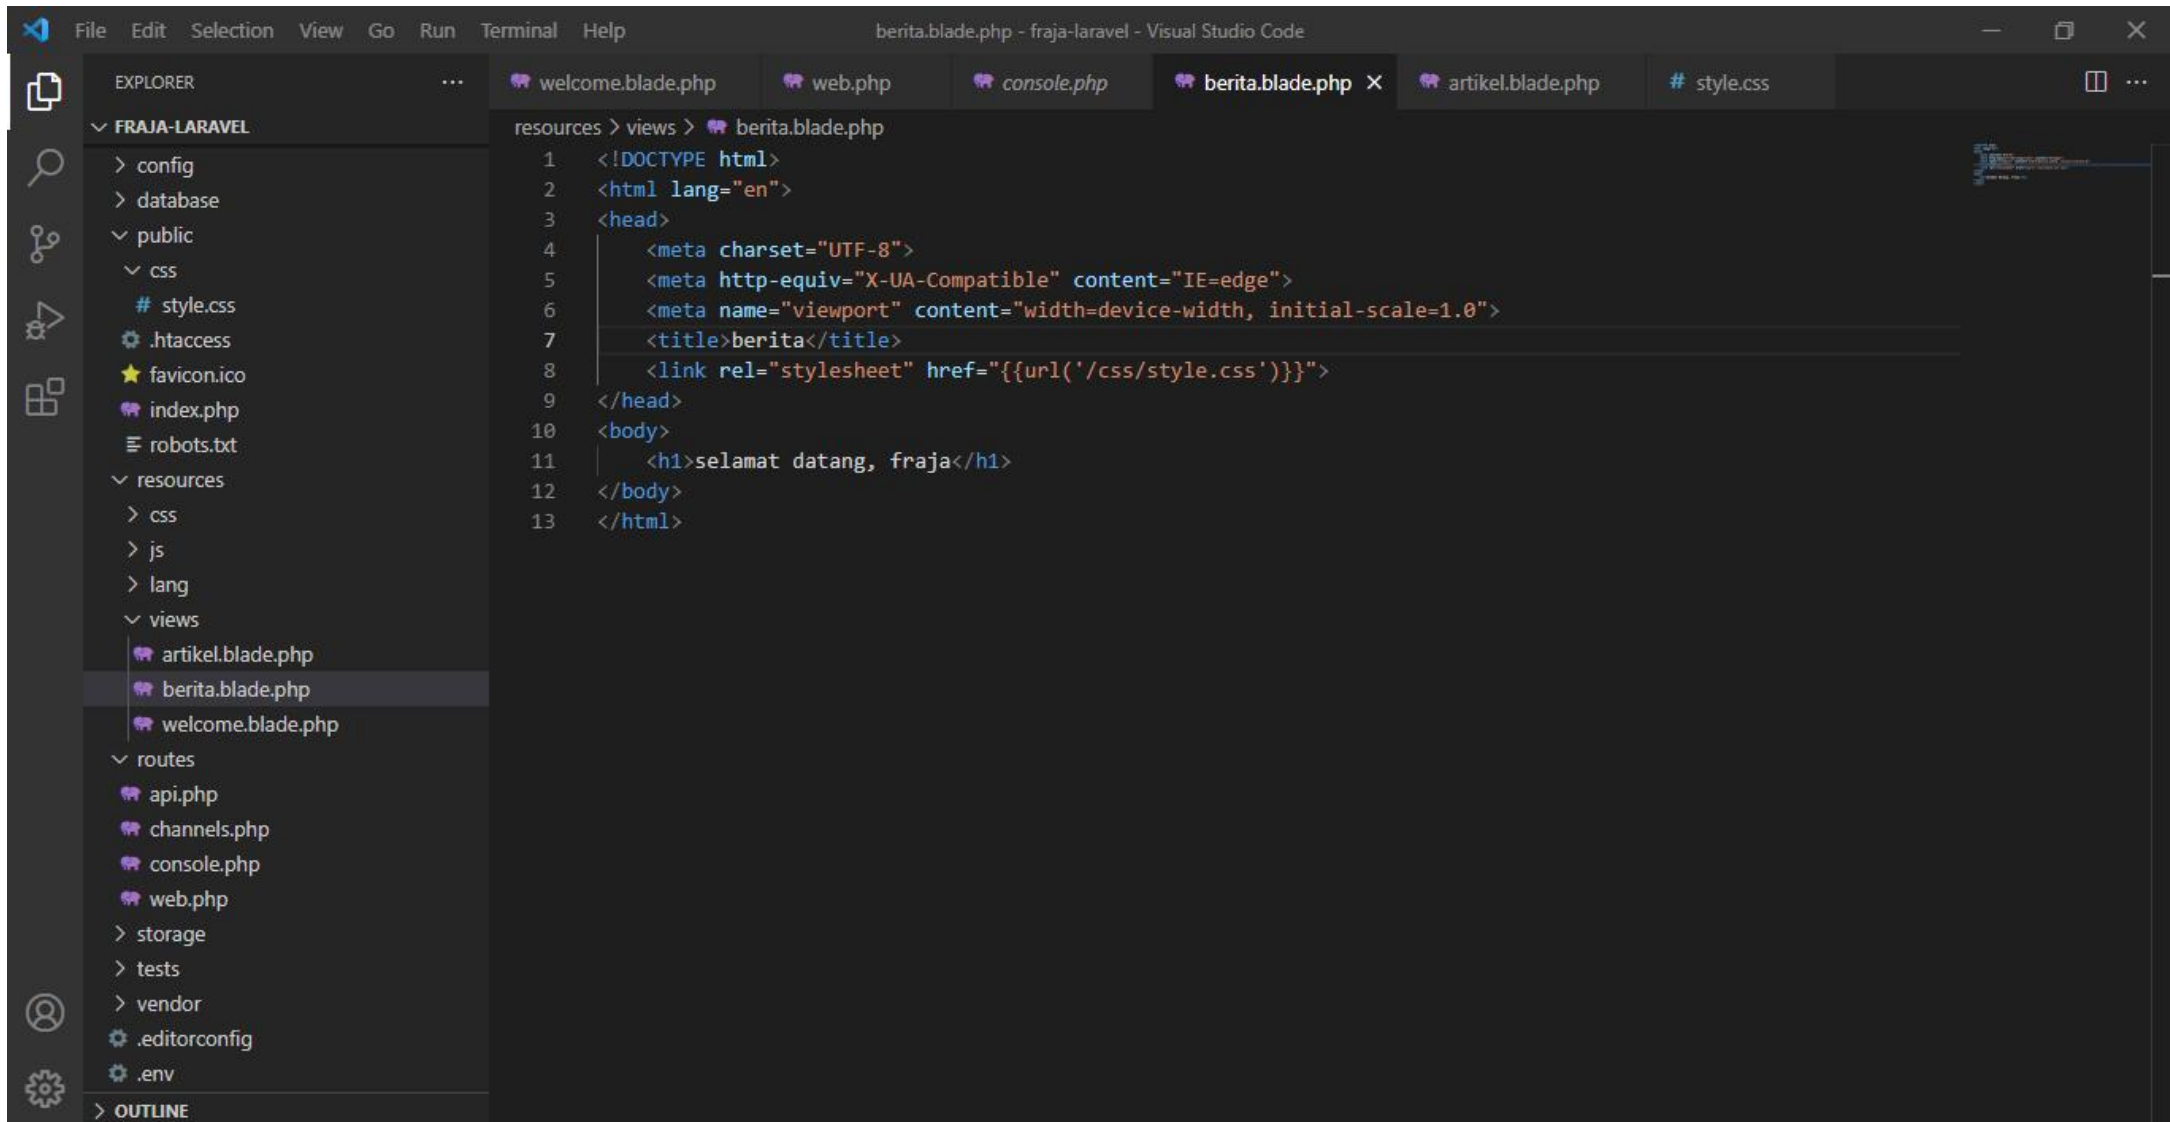 File Edit Selection View Go Run Terminal Help berita.blade.php - fraja-laravel - Visual Studio Code
EXPLORER
FRAJA-LARAVEL
config
database
public
css
# style.css
.htaccess
favicon.ico
index.php
robots.txt
resources
css
js
lang
views
artikel.blade.php
berita.blade.php
welcome.blade.php
routes
api.php
channels.php
console.php
web.php
storage
tests
vendor
.editorconfig
.env
OUTLINE
welcome.blade.php web.php console.php berita.blade.php artikel.blade.php # style.css
resources > views > berita.blade.php
1 <!DOCTYPE html>
2 <html lang="en">
3 <head>
4 <meta charset="UTF-8">
5 <meta http-equiv="X-UA-Compatible" content="IE=edge">
6 <meta name="viewport" content="width=device-width, initial-scale=1.0">
7 <title>berita</title>
8 <link rel="stylesheet" href="{{url('/css/style.css')}}">
9 </head>
10 <body>
11 <h1>selamat datang, fraja</h1>
12 </body>
13 </html>